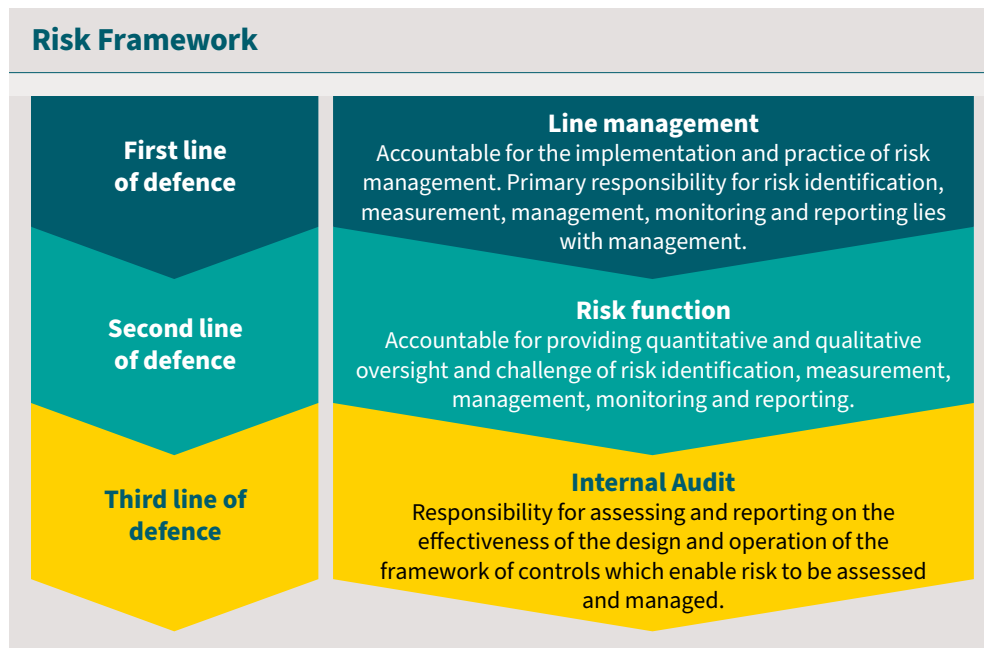 Risk Framework
First line
of defence
Line management
Accountable for the implementation and practice of risk
management. Primary responsibility for risk identification,
measurement, management, monitoring and reporting lies
with management.
Second line
of defence
Risk function
Accountable for providing quantitative and qualitative
oversight and challenge of risk identification, measurement,
management, monitoring and reporting.
Third line of
defence
Internal Audit
Responsibility for assessing and reporting on the
effectiveness of the design and operation of the
framework of controls which enable risk to be assessed
and managed.